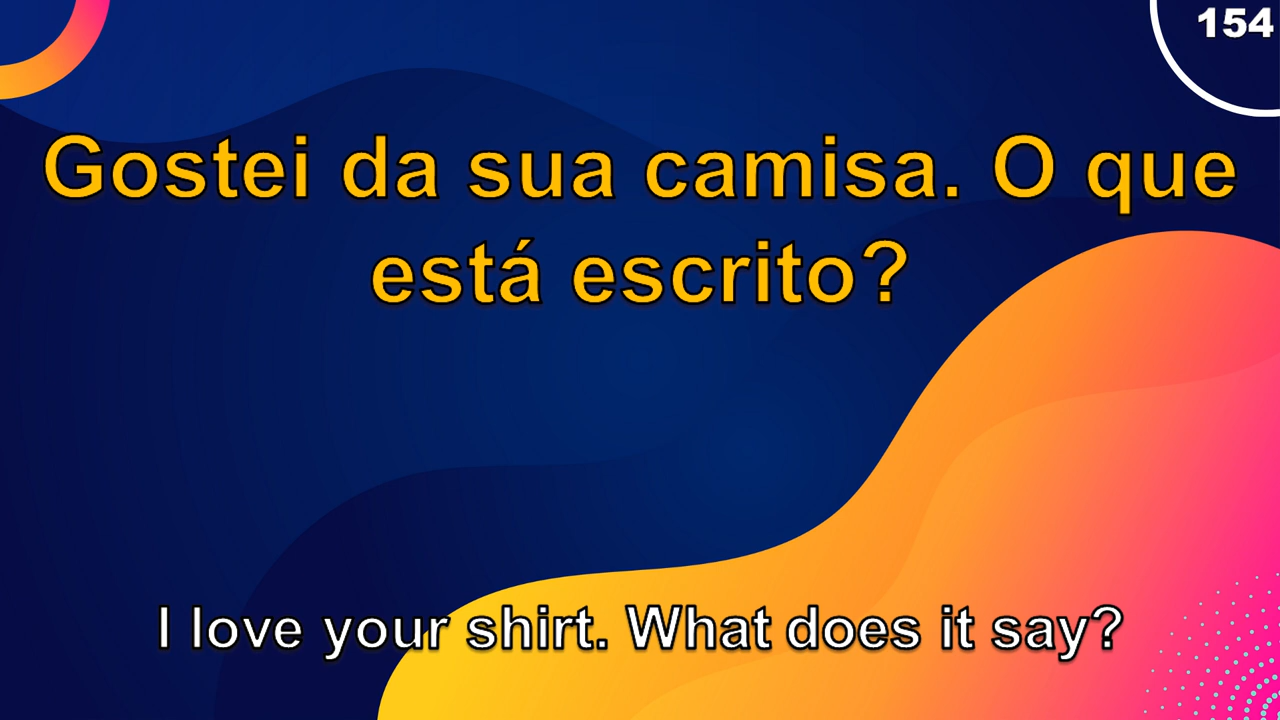 154
Gostei da sua camisa. O que
está escrito?
I love your shirt. What does it say?